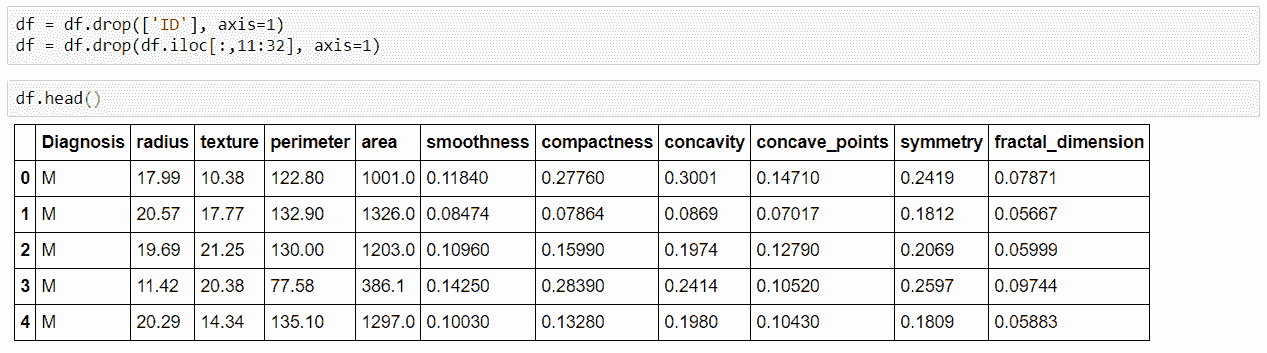 df = df.drop(['ID'], axis=1)
df = df.drop(df.iloc[:,11:32], axis=1)
df.head()
Diagnosis radius texture perimeter area smoothness compactness concavity concave_points symmetry fractal_dimension
0 M 17.99 10.38 122.80 1001.0 0.11840 0.27760 0.3001 0.14710 0.2419 0.07871
1 M 20.57 17.77 132.90 1326.0 0.08474 0.07864 0.0869 0.07017 0.1812 0.05667
2 M 19.69 21.25 130.00 1203.0 0.10960 0.15990 0.1974 0.12790 0.2069 0.05999
3 M 11.42 20.38 77.58 386.1 0.14250 0.28390 0.2414 0.10520 0.2597 0.09744
4 M 20.29 14.34 135.10 1297.0 0.10030 0.13280 0.1980 0.10430 0.1809 0.05883